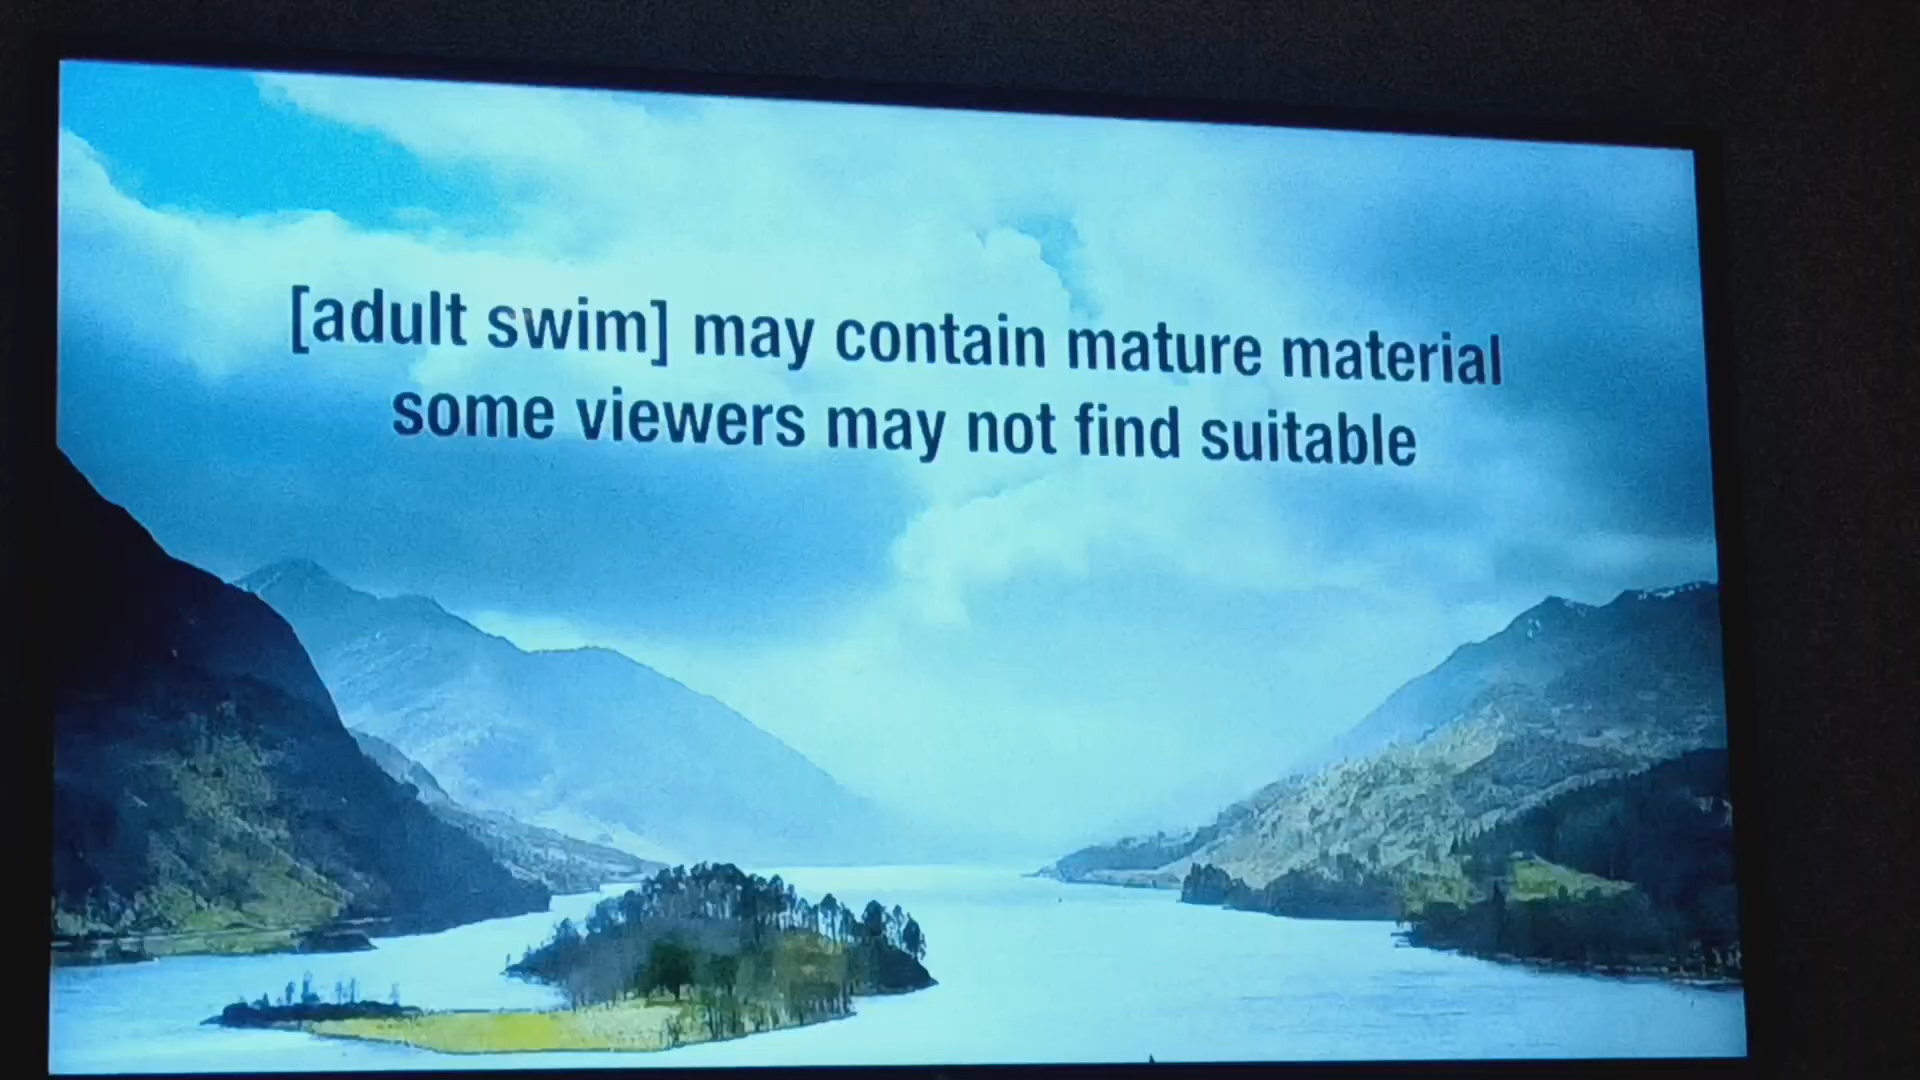 [adult swim] may contain mature material
some viewers may not find suitable